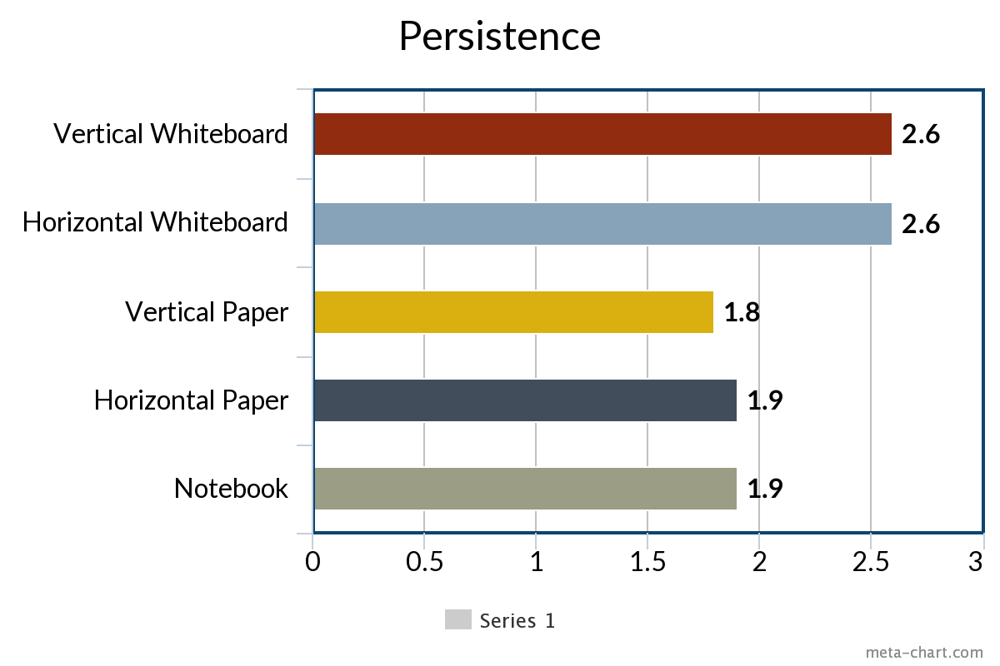 Persistence
Vertical Whiteboard 2.6
Horizontal Whiteboard 2.6
Vertical Paper 1.8
Horizontal Paper 1.9
Notebook 1.9
0 0.5 1 1.5 2 2.5 3
Series 1
meta-chart.com